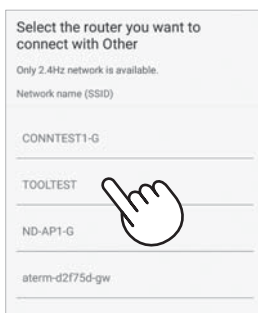 Select the router you want to
connect with Other
Only 2.4Hz network is available.
Network name (SSID)
CONNTEST1-G
TOOLTEST
ND-AP1-G
aterm-d2f75d-gw